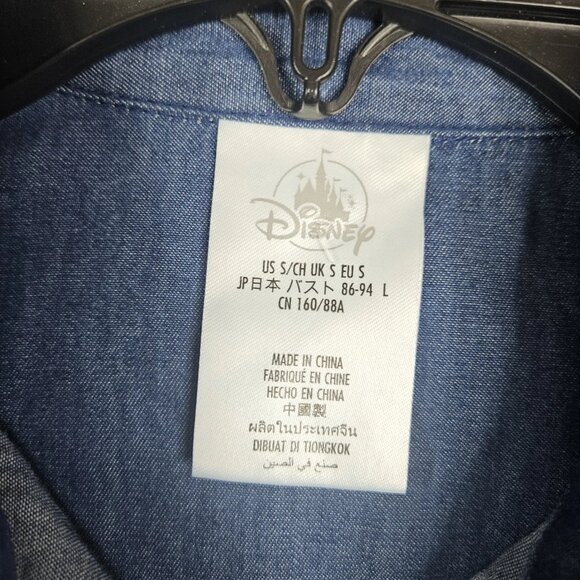 Disney
US S/CH UK S EU S
JP日本 バスト 86-94 L
CN 160/88A
MADE IN CHINA
FABRIQUÉ EN CHINE
HECHO EN CHINA
中國製
ผลิตในประเทศจีน
DIBUAT DI TIONGKOK
صنع في الصين